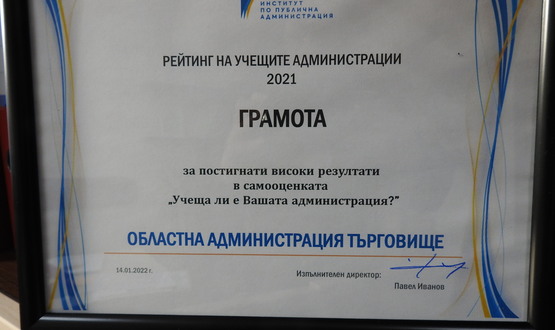 ИНСТИТУТ
ПО ПУБЛИЧНА
АДМИНИСТРАЦИЯ
РЕЙТИНГ НА УЧЕЩИТЕ АДМИНИСТРАЦИИ
2021
ГРАМОТА
за постигнати високи резултати
в самооценката
„Учеща ли е Вашата администрация?"
ОБЛАСТНА АДМИНИСТРАЦИЯ ТЪРГОВИЩЕ
14.01.2022 г.
Изпълнителен директор:
Павел Иванов